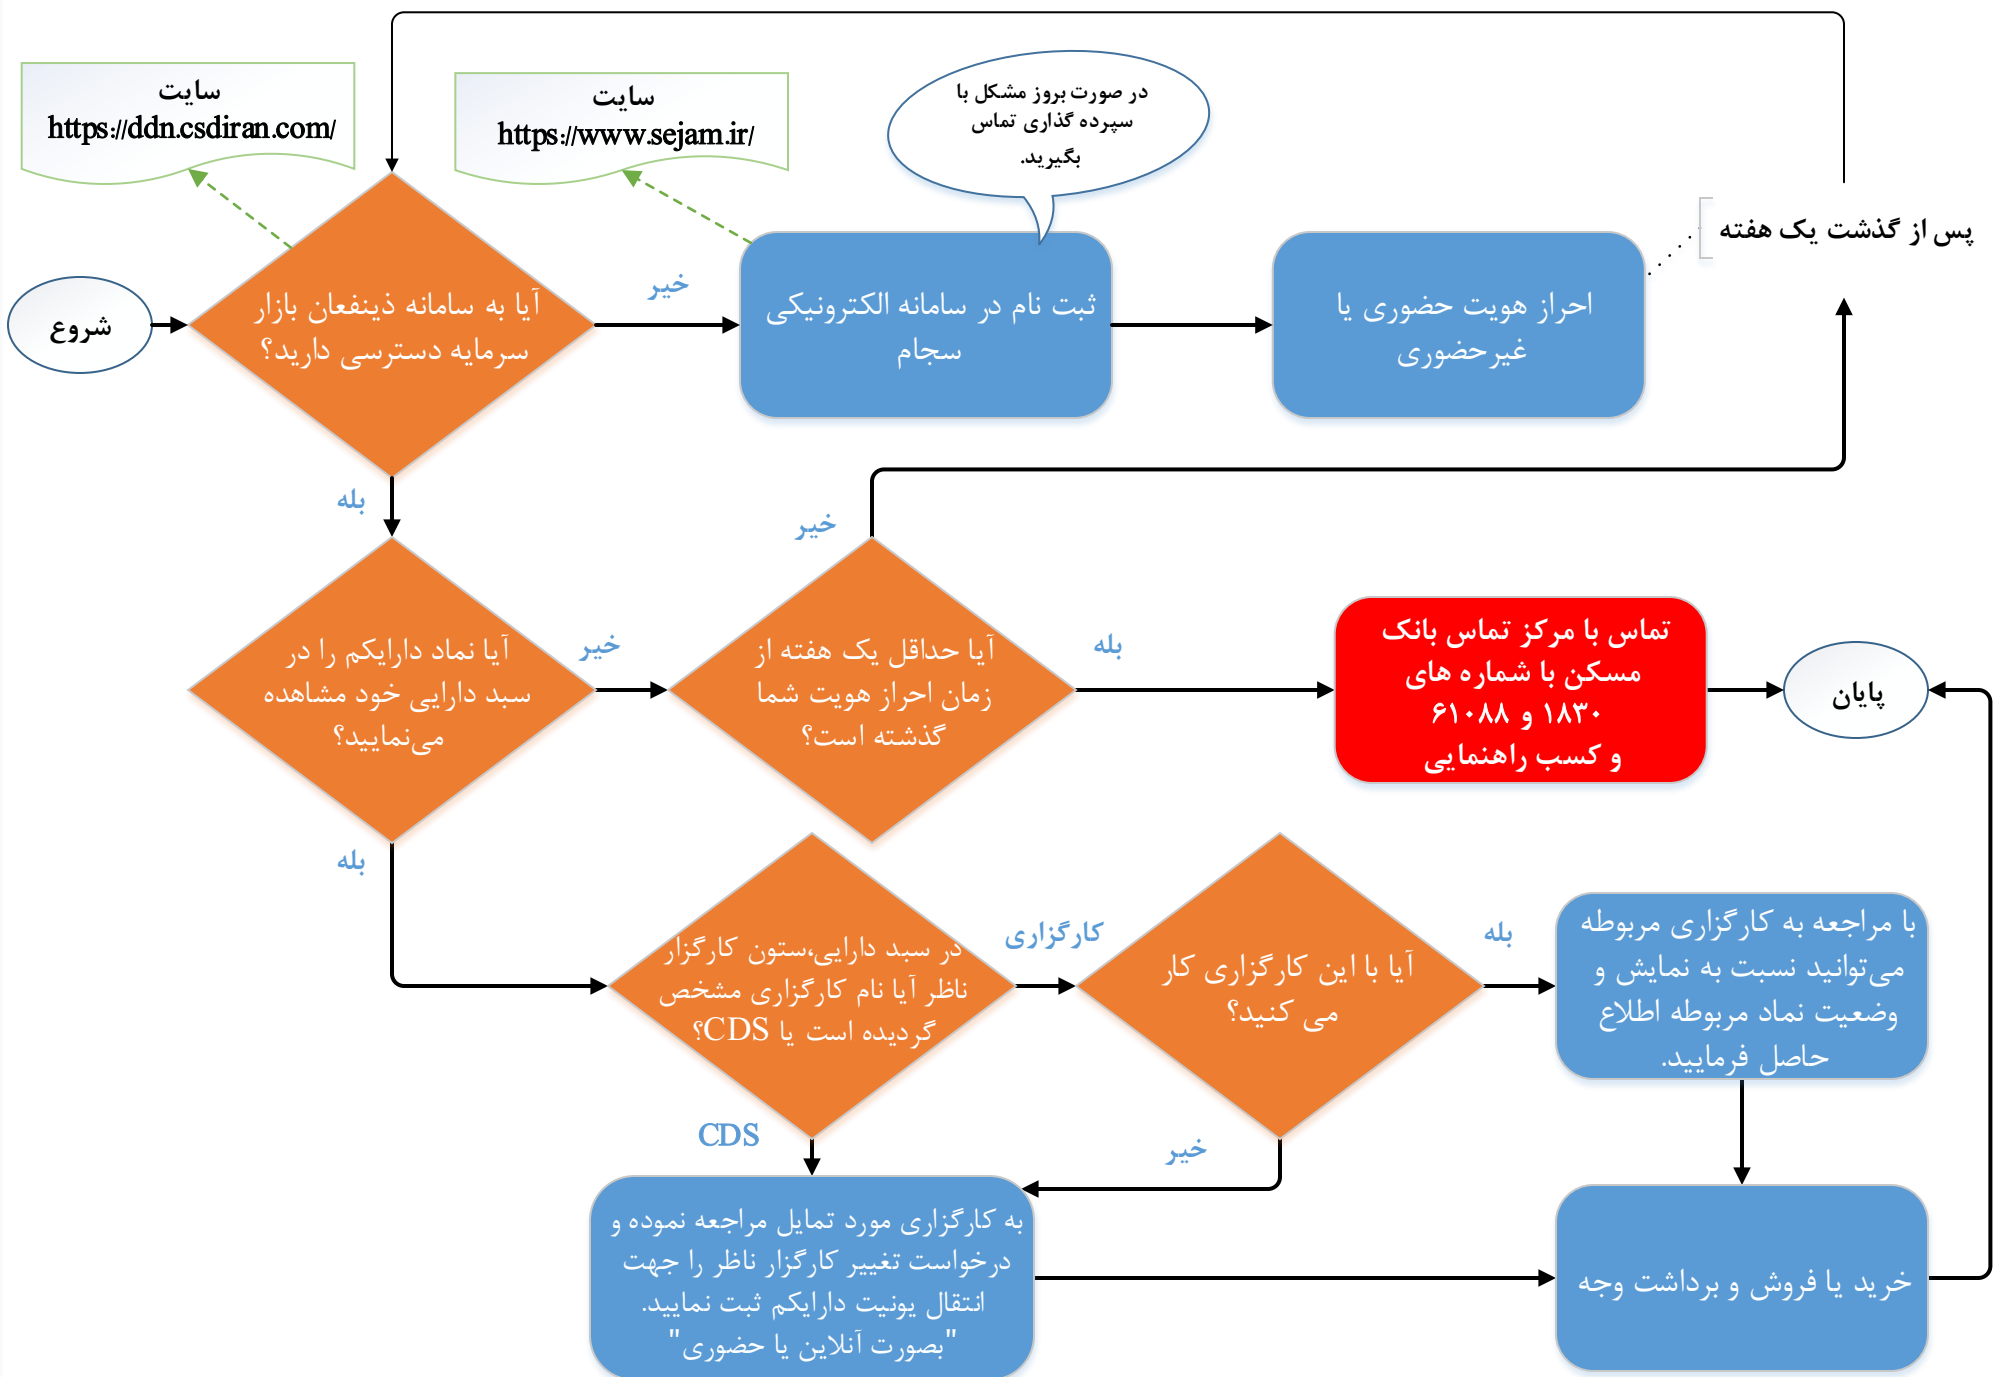 سایت
https://ddn.csdiran.com/
سایت
https://www.sejam.ir/
در صورت بروز مشکل با
سپرده گذاری تماس
بگیرید.
پس از گذشت یک هفته
شروع
آیا به سامانه ذینفعان بازار
سرمایه دسترسی دارید؟
خیر
ثبت نام در سامانه الکترونیکی
سجام
احراز هویت حضوری یا
غیرحضوری
بله
آیا نماد دارایکم را در
سبد دارایی خود مشاهده
می‌نمایید؟
خیر
خیر
آیا حداقل یک هفته از
زمان احراز هویت شما
گذشته است؟
بله
تماس با مرکز تماس بانک
مسکن با شماره های
۱۸۳۰ و ۶۱۰۸۸
و کسب راهنمایی
پایان
بله
در سبد دارایی،ستون کارگزار
ناظر آیا نام کارگزاری مشخص
گردیده است یا CDS؟
کارگزاری
آیا با این کارگزاری کار
می کنید؟
بله
با مراجعه به کارگزاری مربوطه
می‌توانید نسبت به نمایش و
وضعیت نماد مربوطه اطلاع
حاصل فرمایید.
CDS
خیر
به کارگزاری مورد تمایل مراجعه نموده و
درخواست تغییر کارگزار ناظر را جهت
انتقال یونیت دارایکم ثبت نمایید.
"بصورت آنلاین یا حضوری"
خرید یا فروش و برداشت وجه